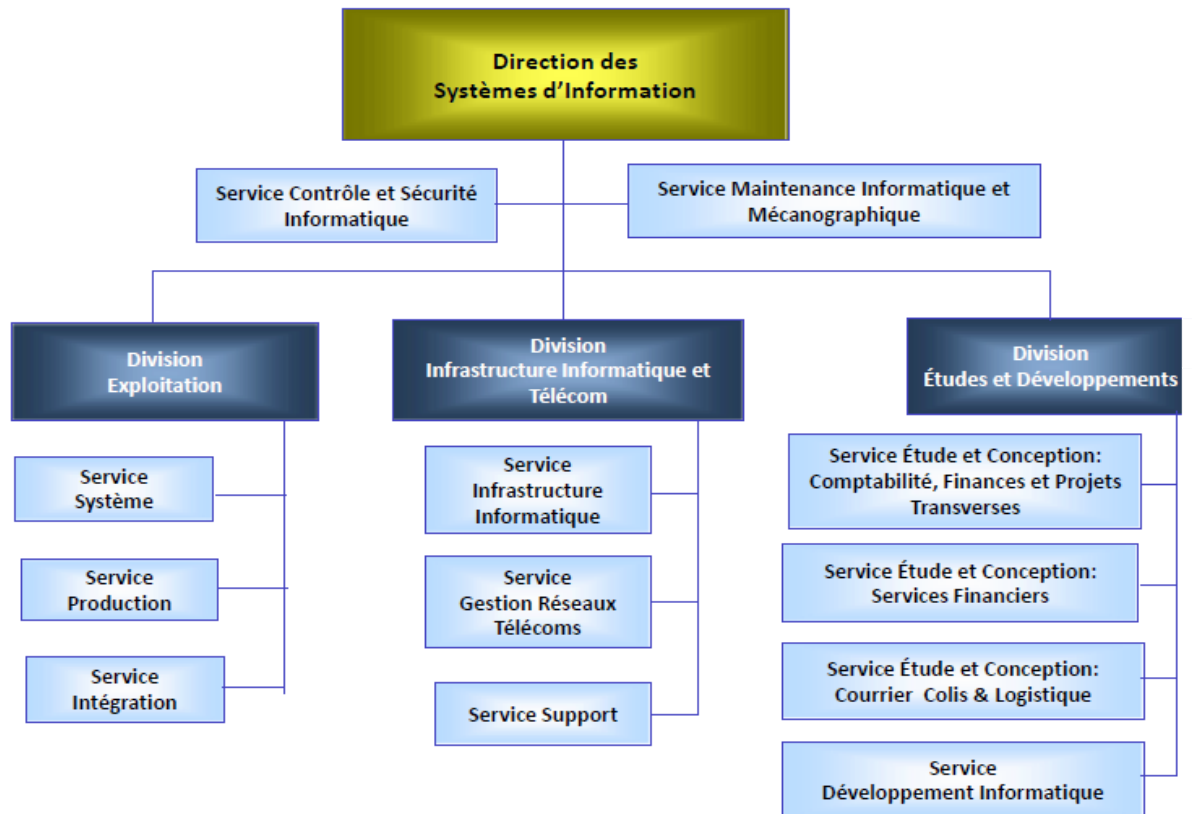 Direction des
Systèmes d’Information
Service Contrôle et Sécurité
Informatique
Service Maintenance Informatique et
Mécanographique
Division
Exploitation
Division
Infrastructure Informatique et
Télécom
Division
Études et Développements
Service
Système
Service
Production
Service
Intégration
Service
Infrastructure
Informatique
Service
Gestion Réseaux
Télécoms
Service Support
Service Étude et Conception:
Comptabilité, Finances et Projets
Transverses
Service Étude et Conception:
Services Financiers
Service Étude et Conception:
Courrier Colis & Logistique
Service
Développement Informatique